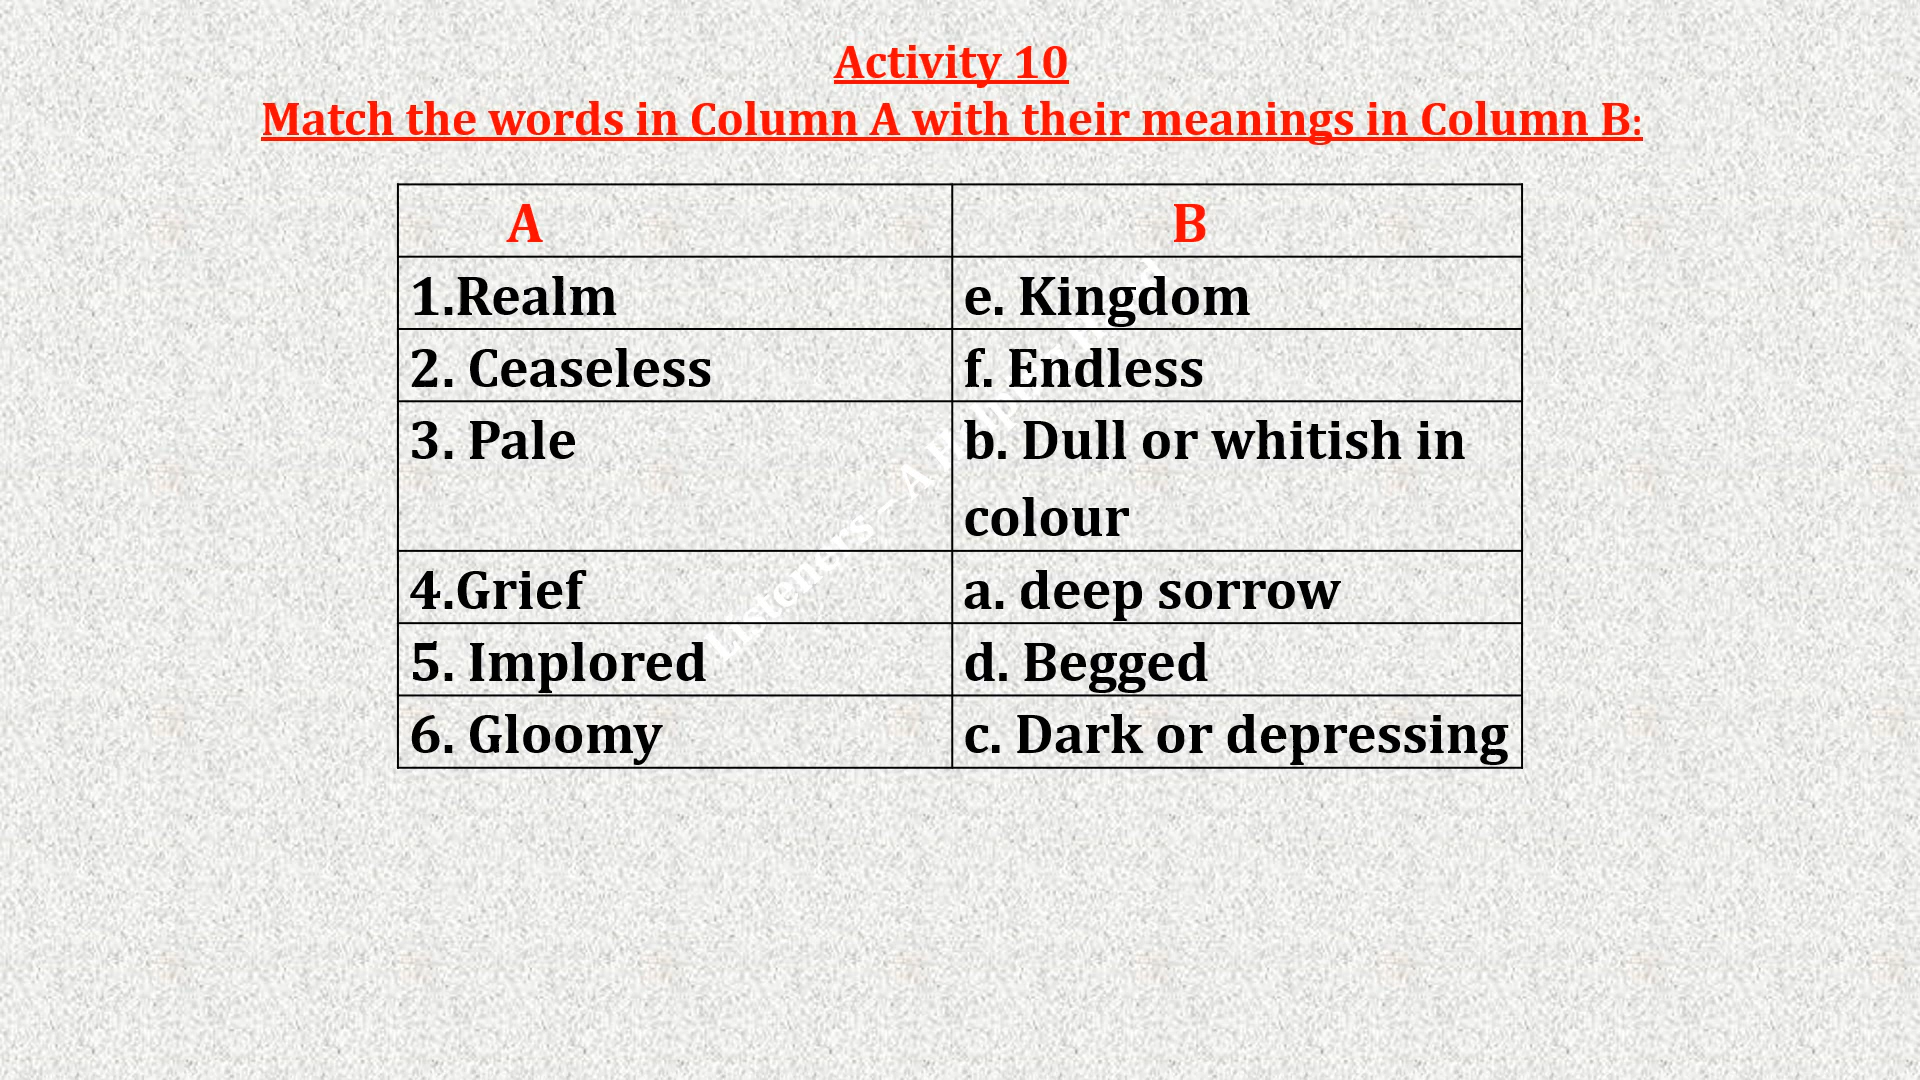 Activity 10
Match the words in Column A with their meanings in Column B:
A B
1.Realm e. Kingdom
2. Ceaseless f. Endless
3. Pale b. Dull or whitish in
colour
4.Grief a. deep sorrow
5. Implored d. Begged
6. Gloomy c. Dark or depressing